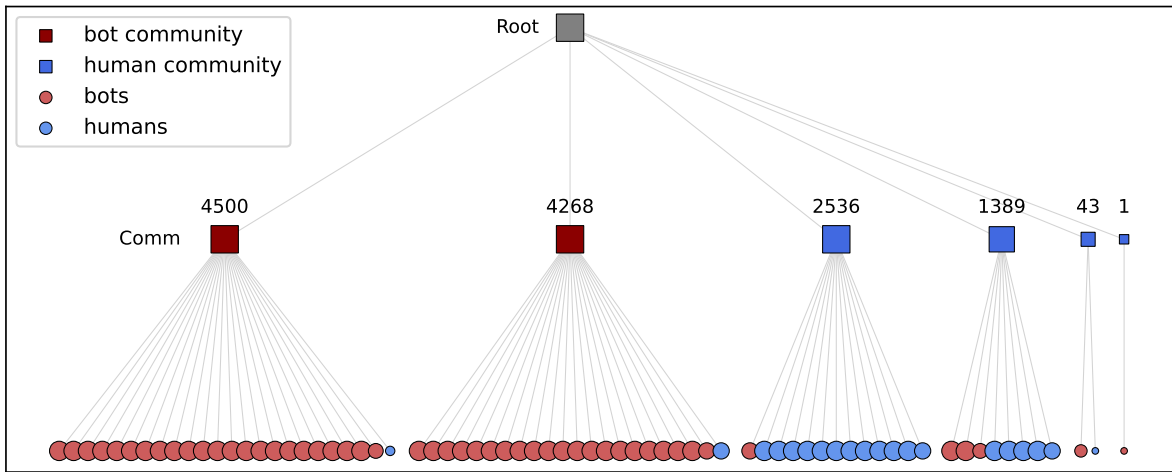 bot community
human community
bots
humans
Root
4500
4268
2536
1389
43
1
Comm